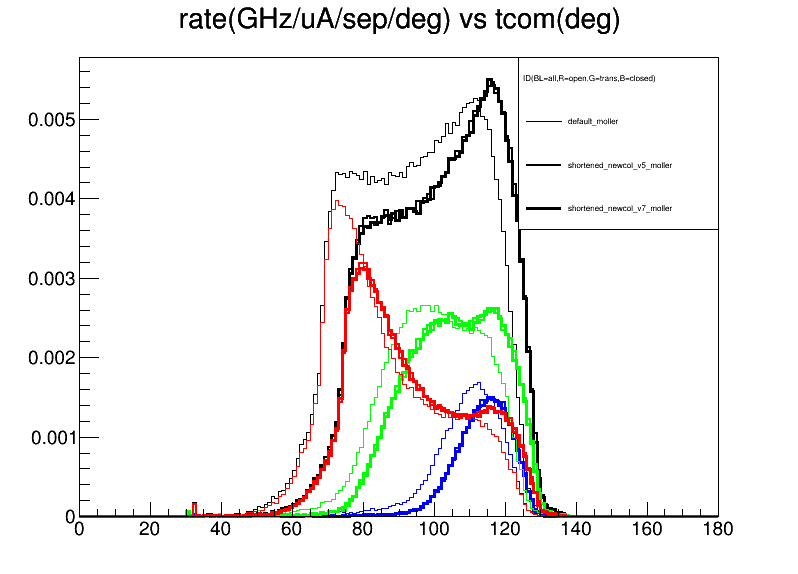 rate(GHz/uA/sep/deg) vs tcom(deg)
ID(BL=all,R=open,G=trans,B=closed)
default_moller
shortened_newcol_v5_moller
shortened_newcol_v7_moller
0.005
0.004
0.003
0.002
0.001
0
0 20 40 60 80 100 120 140 160 180